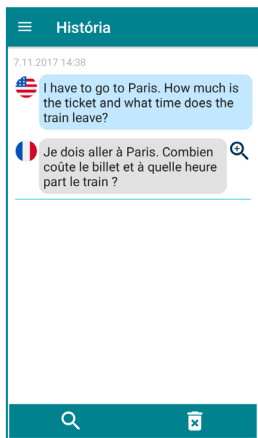 História
7.11.2017 14:38
I have to go to Paris. How much is
the ticket and what time does the
train leave?
Je dois aller à Paris. Combien
coûte le billet et à quelle heure
part le train ?